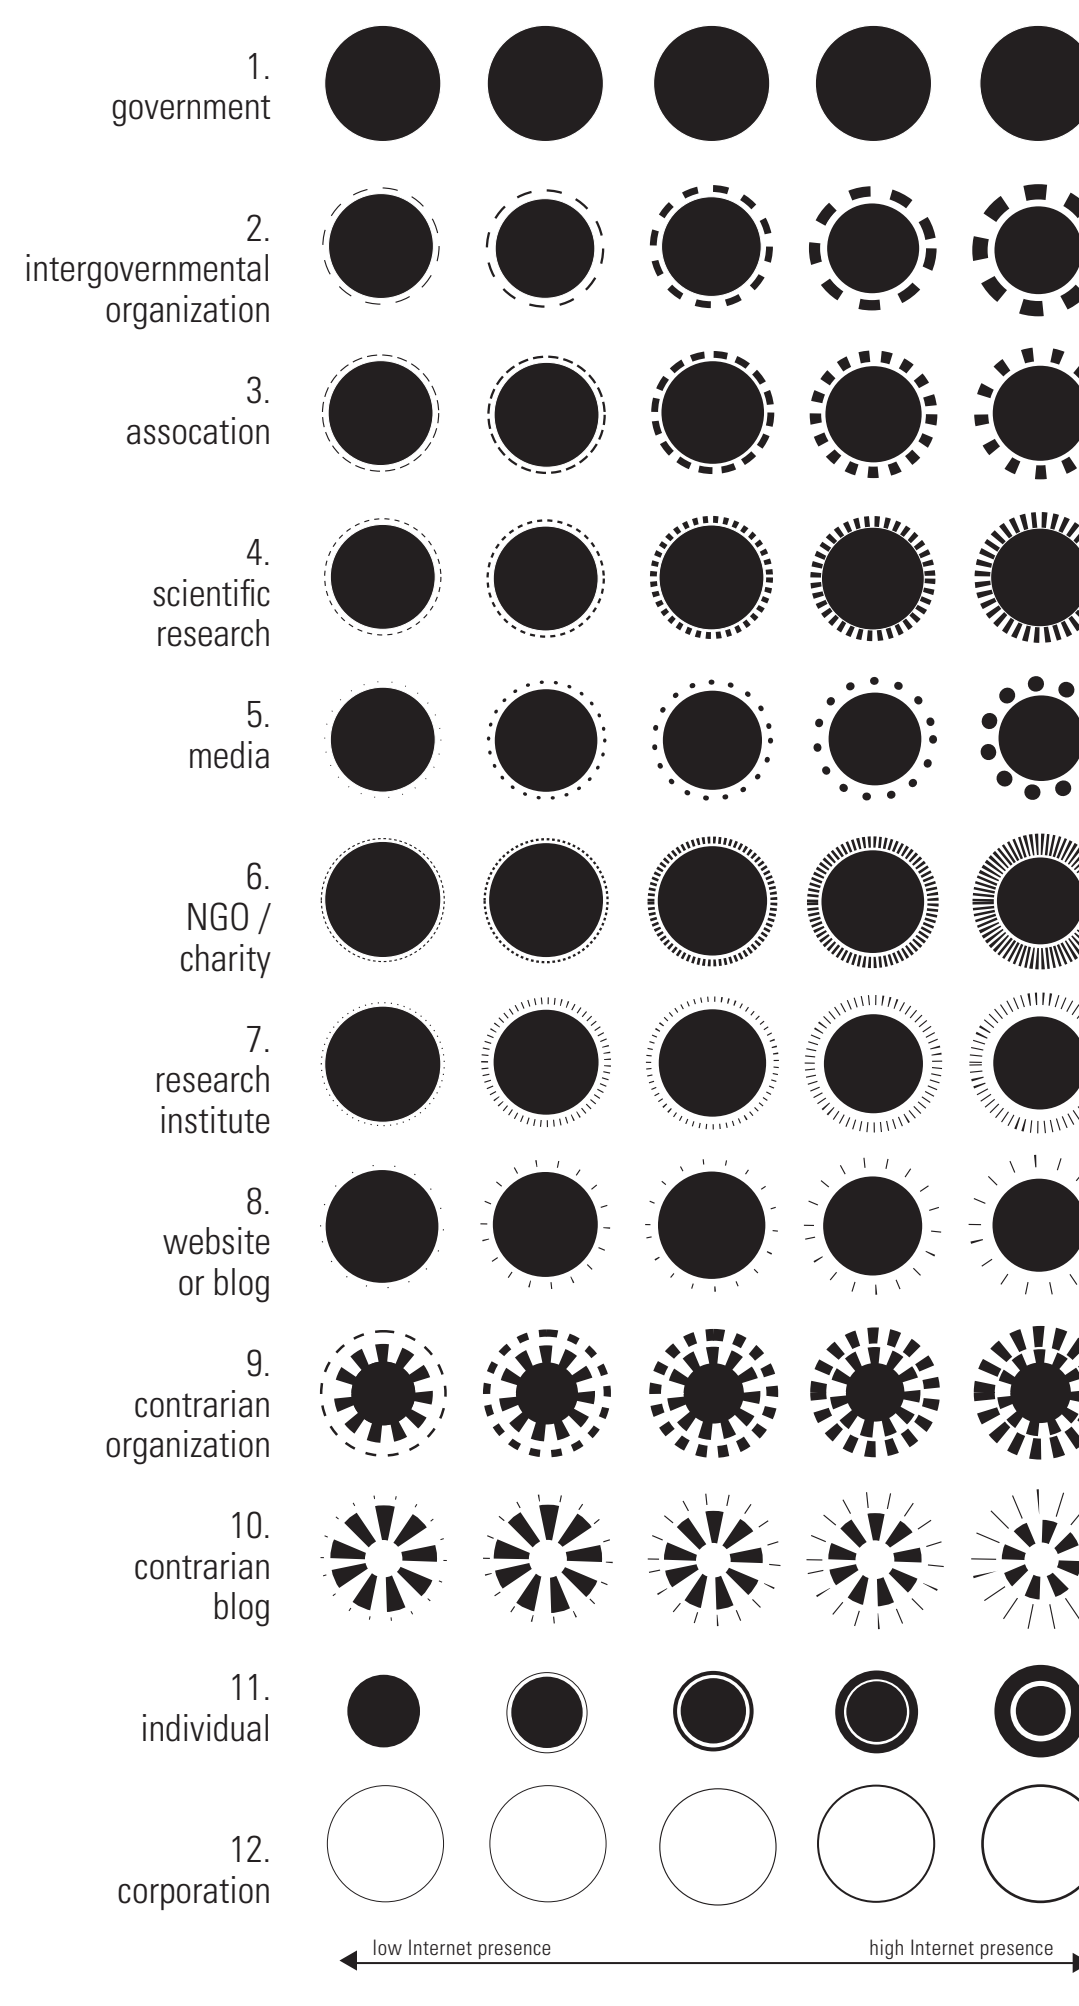 1.
government
2.
intergovernmental
organization
3.
assocation
4.
scientific
research
5.
media
6.
NGO /
charity
7.
research
institute
8.
website
or blog
9.
contrarian
organization
10.
contrarian
blog
11.
individual
12.
corporation
low Internet presence
high Internet presence